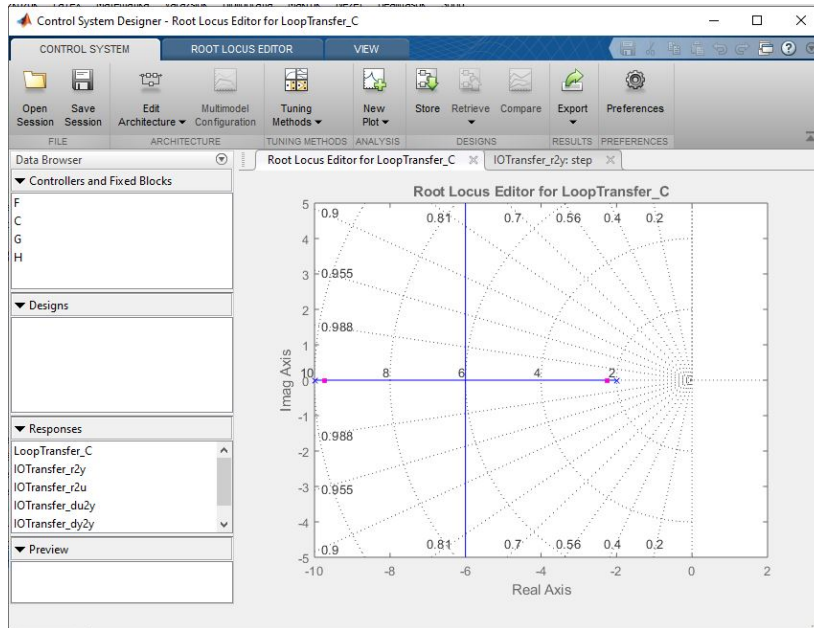 Control System Designer - Root Locus Editor for LoopTransfer_C
CONTROL SYSTEM
ROOT LOCUS EDITOR
VIEW
Open Session
Save Session
Edit Architecture
Multimodel Configuration
Tuning Methods
New Plot
Store
Retrieve
Compare
Export
Preferences
FILE
ARCHITECTURE
TUNING METHODS
ANALYSIS
DESIGNS
RESULTS
PREFERENCES
Data Browser
Root Locus Editor for LoopTransfer_C
IOTransfer_r2y: step
Controllers and Fixed Blocks
F
C
G
H
Designs
Responses
LoopTransfer_C
IOTransfer_r2y
IOTransfer_r2u
IOTransfer_du2y
IOTransfer_dy2y
Preview
Root Locus Editor for LoopTransfer_C
5
0.9 0.81 0.7 0.56 0.4 0.2
4
3 0.955
2
0.988
1
10 8 6 4 2
0
Imag Axis
-1
0.988
-2
-3 0.955
-4
0.9 0.81 0.7 0.56 0.4 0.2
-5
-10 -8 -6 -4 -2 0 2
Real Axis